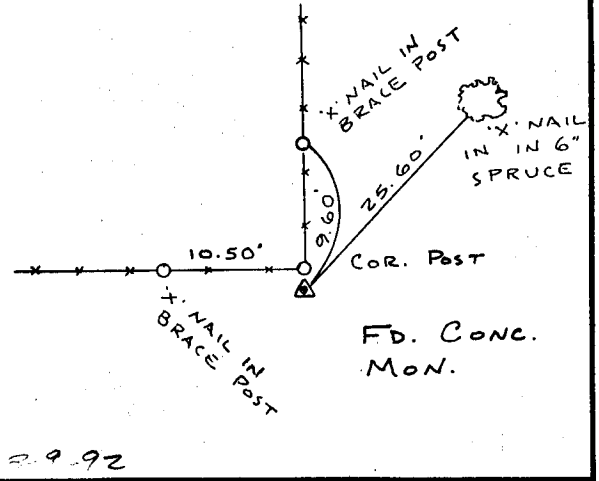 'X' NAIL IN
BRACE POST
'X' NAIL
IN IN 6"
SPRUCE
25.60'
9.60'
10.50'
COR. POST
'X' NAIL IN
BRACE POST
FD. CONC.
MON.
9-92